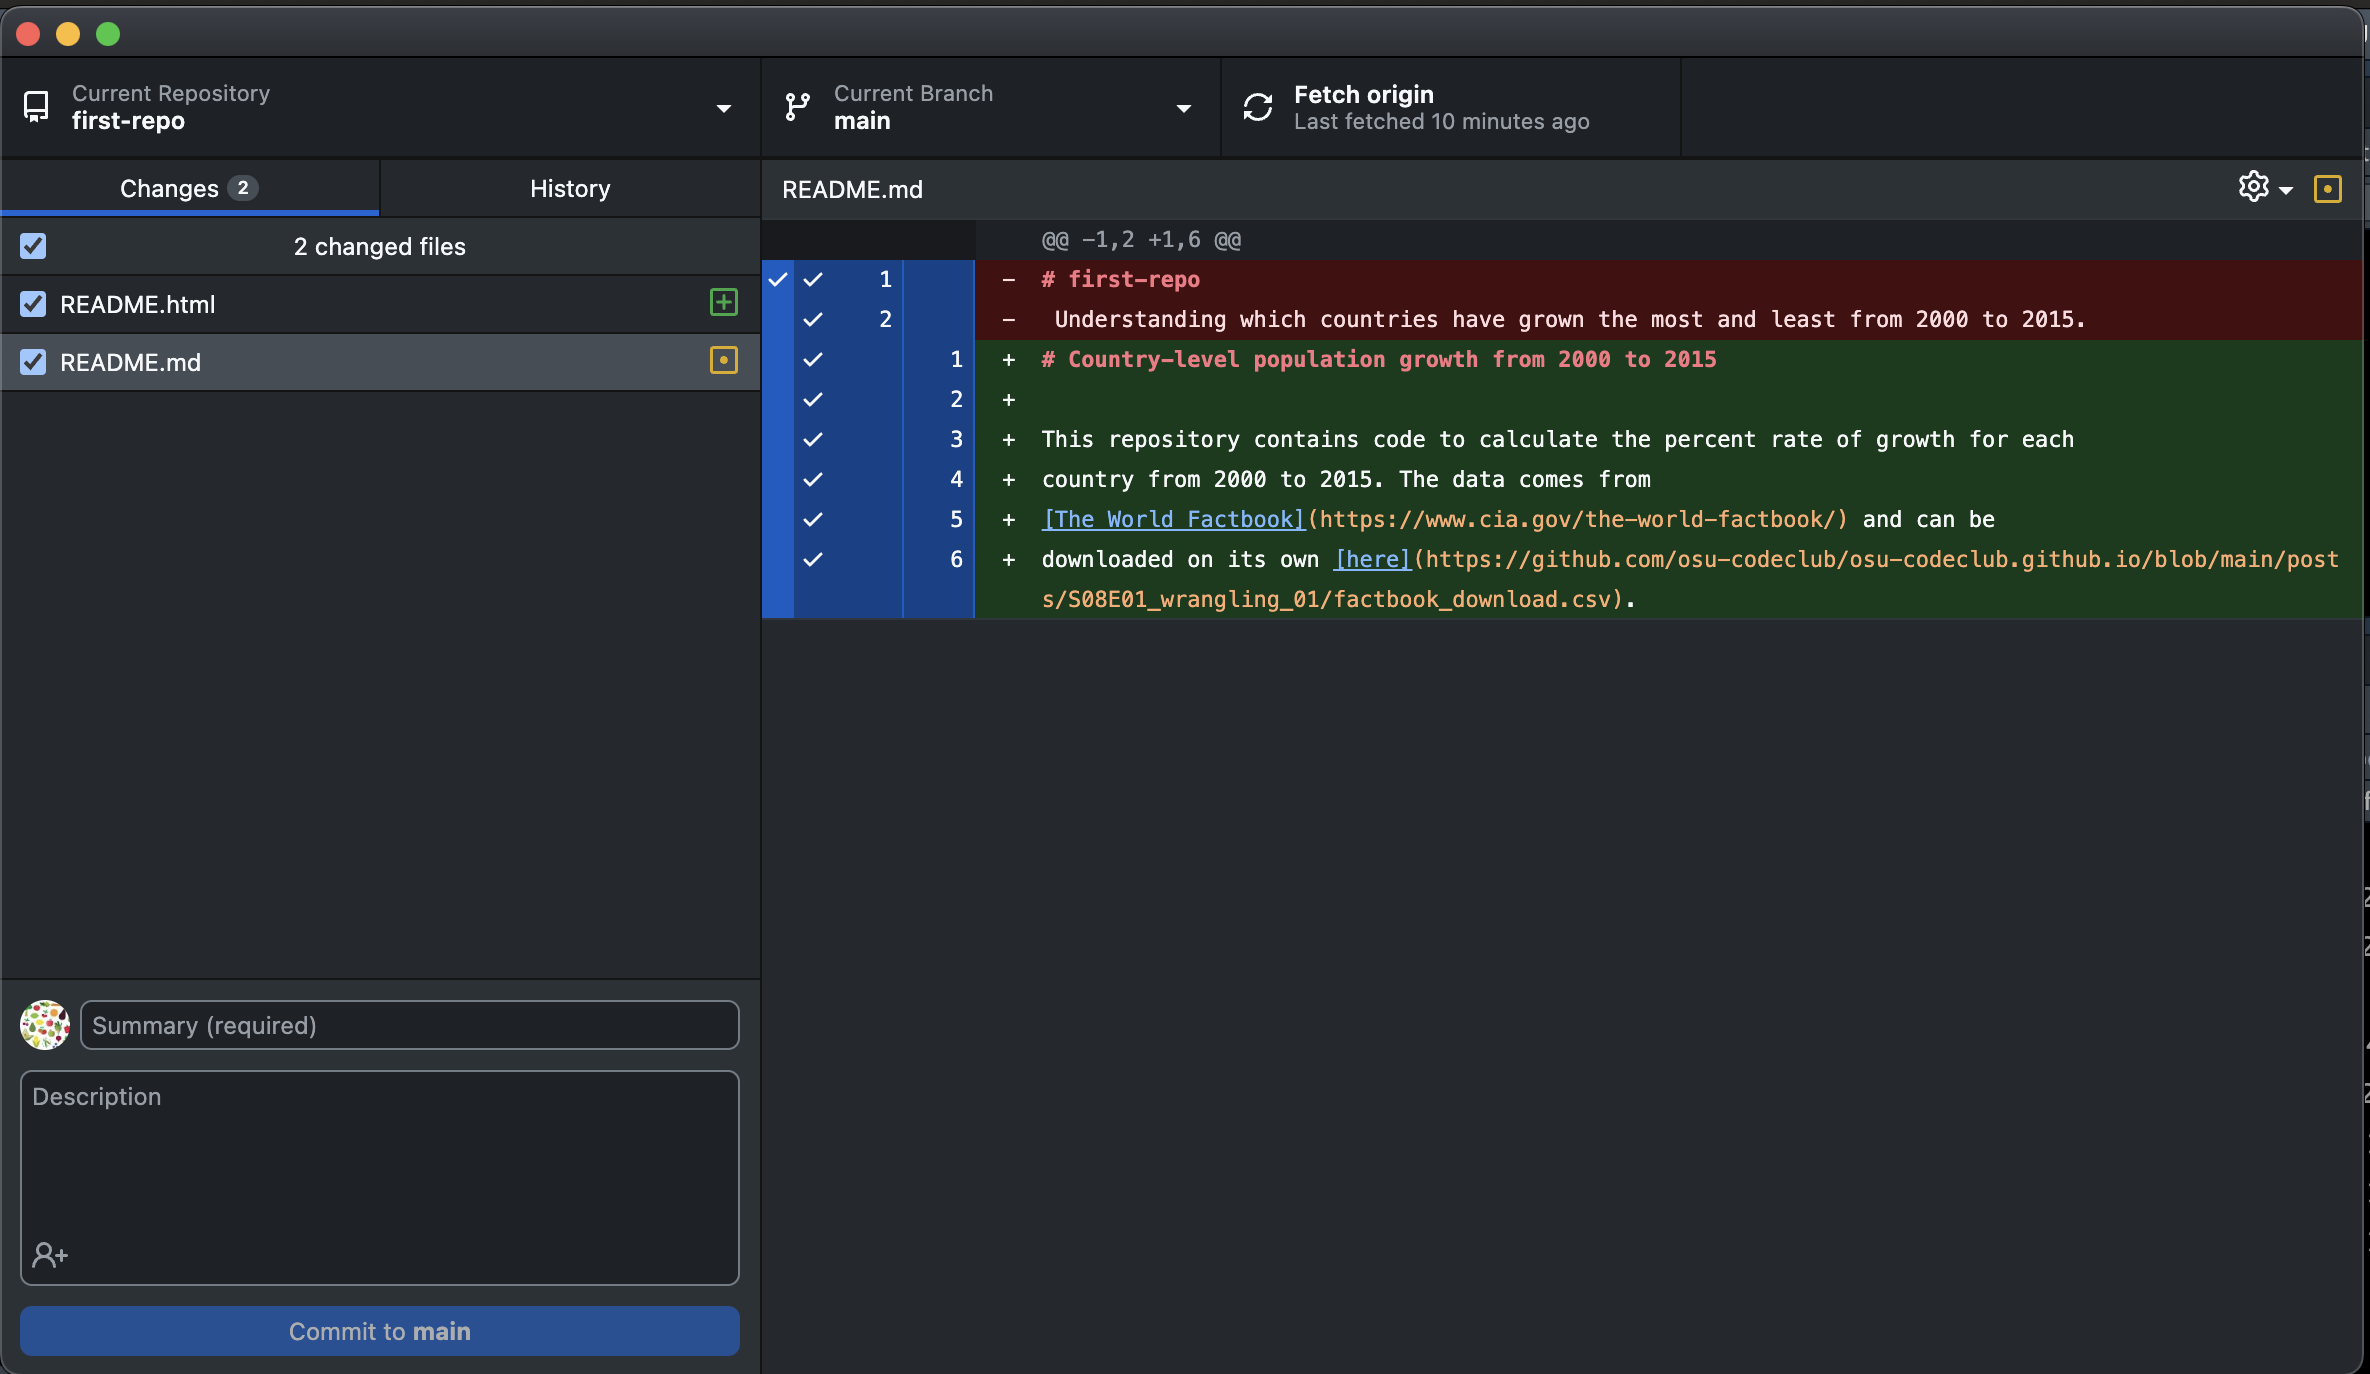 Current Repository
first-repo
Current Branch
main
Fetch origin
Last fetched 10 minutes ago
Changes 2
History
README.md
2 changed files
README.html
README.md
@@ -1,2 +1,6 @@
1 - # first-repo
2 - Understanding which countries have grown the most and least from 2000 to 2015.
1 + # Country-level population growth from 2000 to 2015
2 +
3 + This repository contains code to calculate the percent rate of growth for each
4 + country from 2000 to 2015. The data comes from
5 + [The World Factbook](https://www.cia.gov/the-world-factbook/) and can be
6 + downloaded on its own [here](https://github.com/osu-codeclub/osu-codeclub.github.io/blob/main/post
s/S08E01_wrangling_01/factbook_download.csv).
Summary (required)
Description
Commit to main